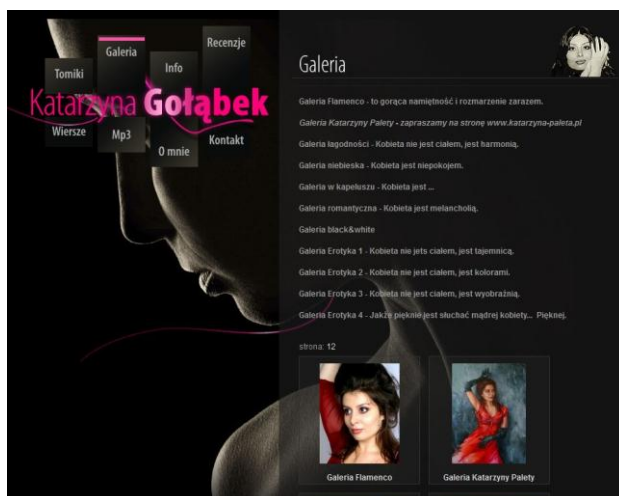 Galeria
Recenzje
Tomiki
Info
Katarzyna Gołąbek
Wiersze
Mp3
O mnie
Kontakt
Galeria
Galeria Flamenco - to gorąca namiętność i rozmarzenie zarazem.
Galeria Katarzyny Palety - zapraszamy na stronę www.katarzyna-paleta.pl
Galeria łagodności - Kobieta nie jest ciałem, jest harmonią.
Galeria niebieska - Kobieta jest niepokojem.
Galeria w kapeluszu - Kobieta jest ...
Galeria romantyczna - Kobieta jest melancholią.
Galeria black&white
Galeria Erotyka 1 - Kobieta nie jets ciałem, jest tajemnicą.
Galeria Erotyka 2 - Kobieta nie jest ciałem, jest kolorami.
Galeria Erotyka 3 - Kobieta nie jest ciałem, jest wyobraźnią.
Galeria Erotyka 4 - Jakże pięknie jest słuchać mądrej kobiety... Pięknej.
strona: 12
Galeria Flamenco
Galeria Katarzyny Palety